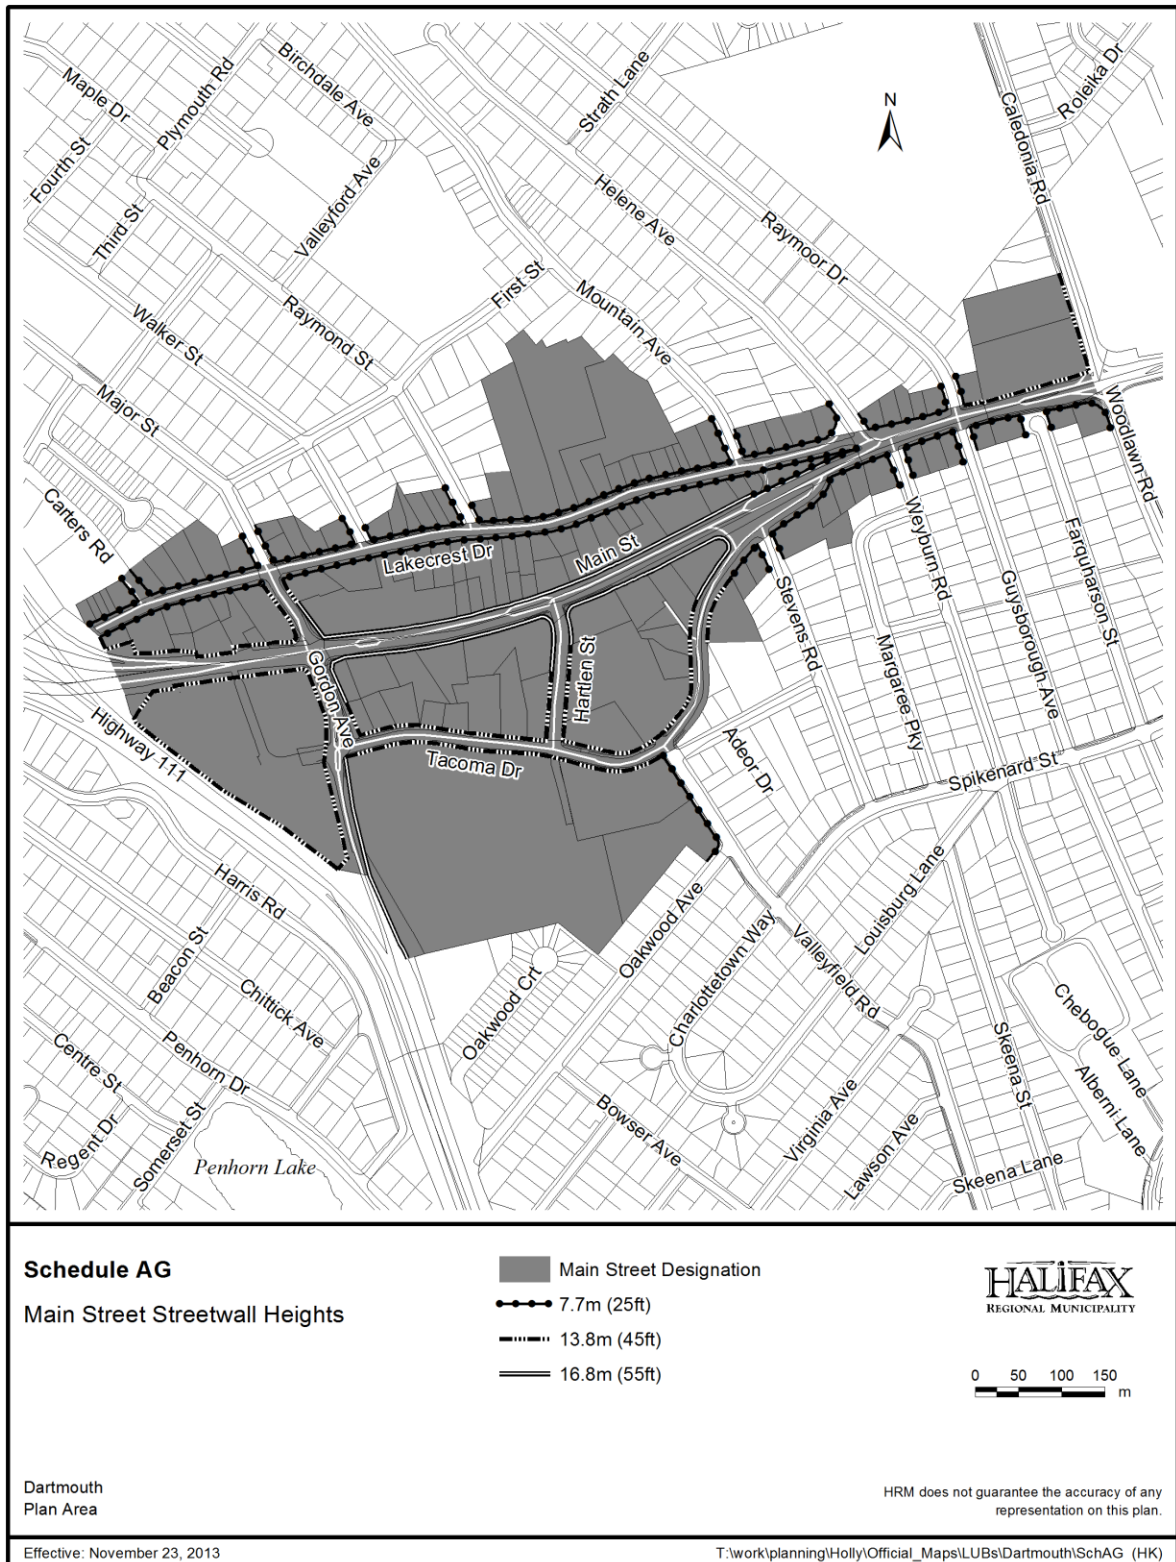 Birchdale Ave
Plymouth Rd
Maple Dr
Strath Lane
Roleika Dr
Caledonia Rd
N
Fourth St
Third St
Valleyford Ave
Helene Ave
Raymoor Dr
First St
Mountain Ave
Walker St
Raymond St
Major St
Carters Rd
Lakecrest Dr
Main St
Woodlawn Rd
Weyburn Rd
Farquharson St
Guysborough Ave
Stevens Rd
Margaree Pky
Hartlen St
Gordon Ave
Highway 111
Tacoma Dr
Adeor Dr
Spikenard St
Harris Rd
Louisburg Lane
Oakwood Ave
Beacon St
Charlottetown Way
Valleyfield Rd
Chittick Ave
Oakwood Crt
Chebogue Lane
Centre St
Penhorn Dr
Skeena St
Alberni Lane
Bowser Ave
Virginia Ave
Lawson Ave
Regent Dr
Somerset St
Penhorn Lake
Skeena Lane
Schedule AG
Main Street Streetwall Heights
Main Street Designation
7.7m (25ft)
13.8m (45ft)
16.8m (55ft)
HALIFAX
REGIONAL MUNICIPALITY
0 50 100 150
m
Dartmouth
Plan Area
HRM does not guarantee the accuracy of any
representation on this plan.
Effective: November 23, 2013
T:\work\planning\Holly\Official_Maps\LUBs\Dartmouth\SchAG (HK)